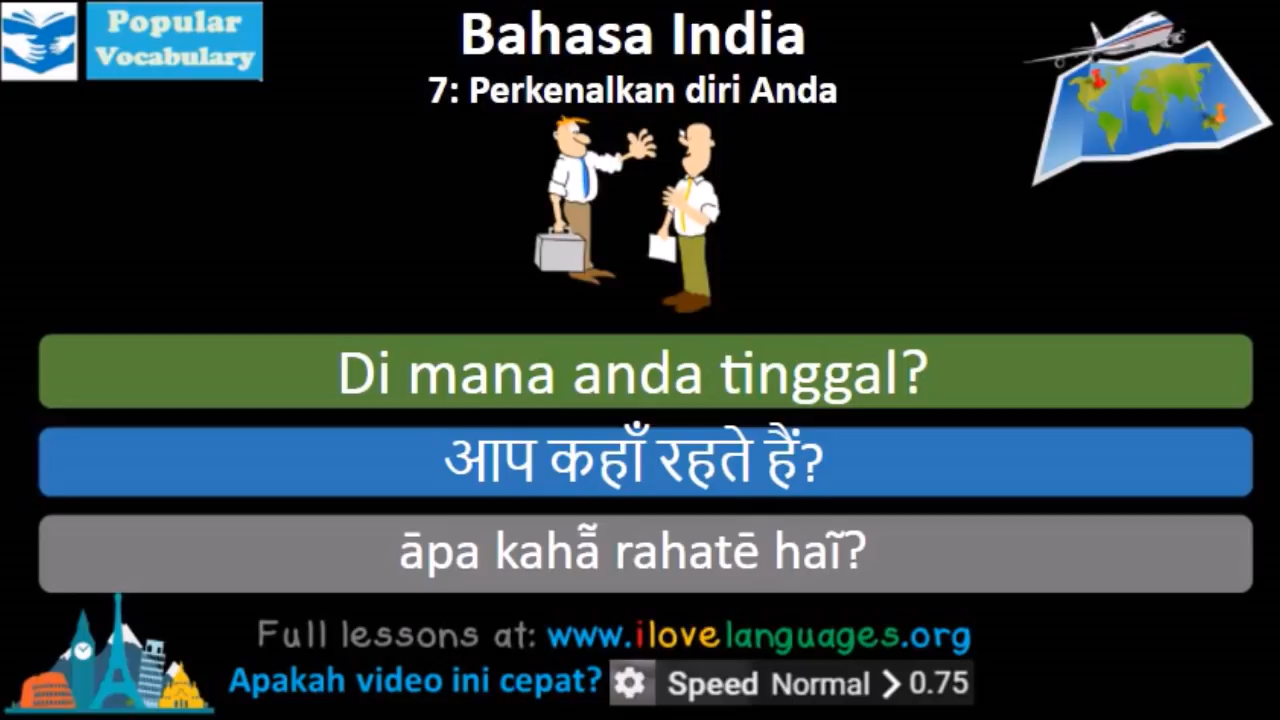 Popular
Vocabulary
Bahasa India
7: Perkenalkan diri Anda
Di mana anda tinggal?
आप कहाँ रहते हैं?
āpa kahā̃ rahatē haĩ?
Full lessons at: www.ilovelanguages.org
Apakah video ini cepat? Speed Normal > 0.75